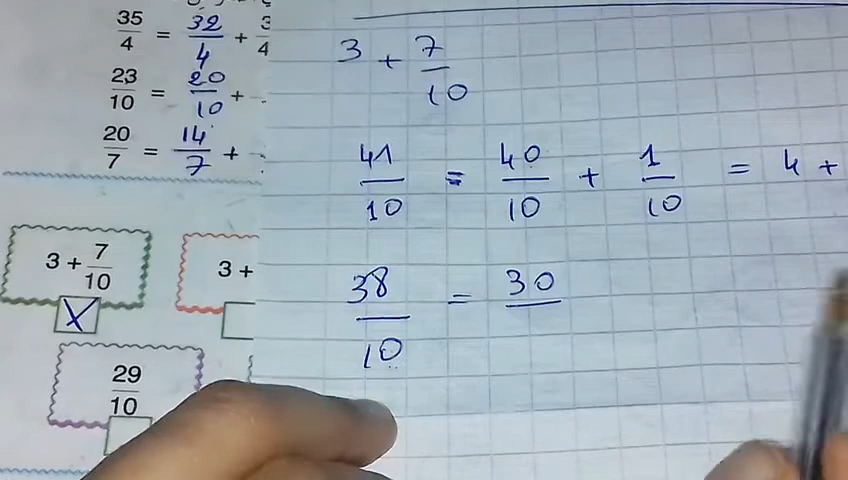 35/4 = 32/4 + 3/4
23/10 = 20/10 +
20/7 = 14/7 +
3 + 7/10
3 +
29/10
X
3 + 7/10
41/10 = 40/10 + 1/10 = 4 +
38/10 = 30